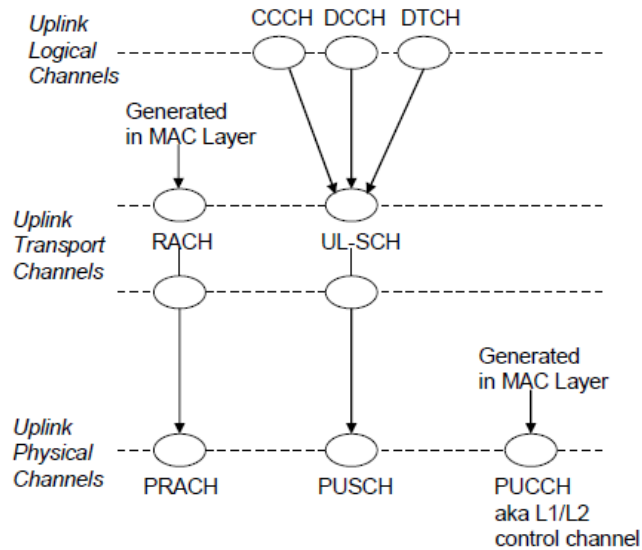 Uplink
Logical
Channels
CCCH DCCH DTCH
Generated
in MAC Layer
Uplink
Transport
Channels
RACH
UL-SCH
Generated
in MAC Layer
Uplink
Physical
Channels
PRACH
PUSCH
PUCCH
aka L1/L2
control channel